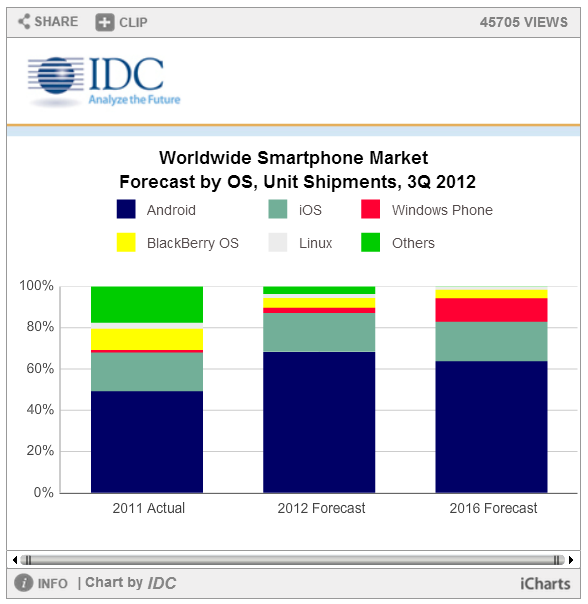 SHARE CLIP 45705 VIEWS
IDC
Analyze the Future
Worldwide Smartphone Market
Forecast by OS, Unit Shipments, 3Q 2012
Android iOS Windows Phone
BlackBerry OS Linux Others
100%
80%
60%
40%
20%
0%
2011 Actual 2012 Forecast 2016 Forecast
INFO | Chart by IDC iCharts